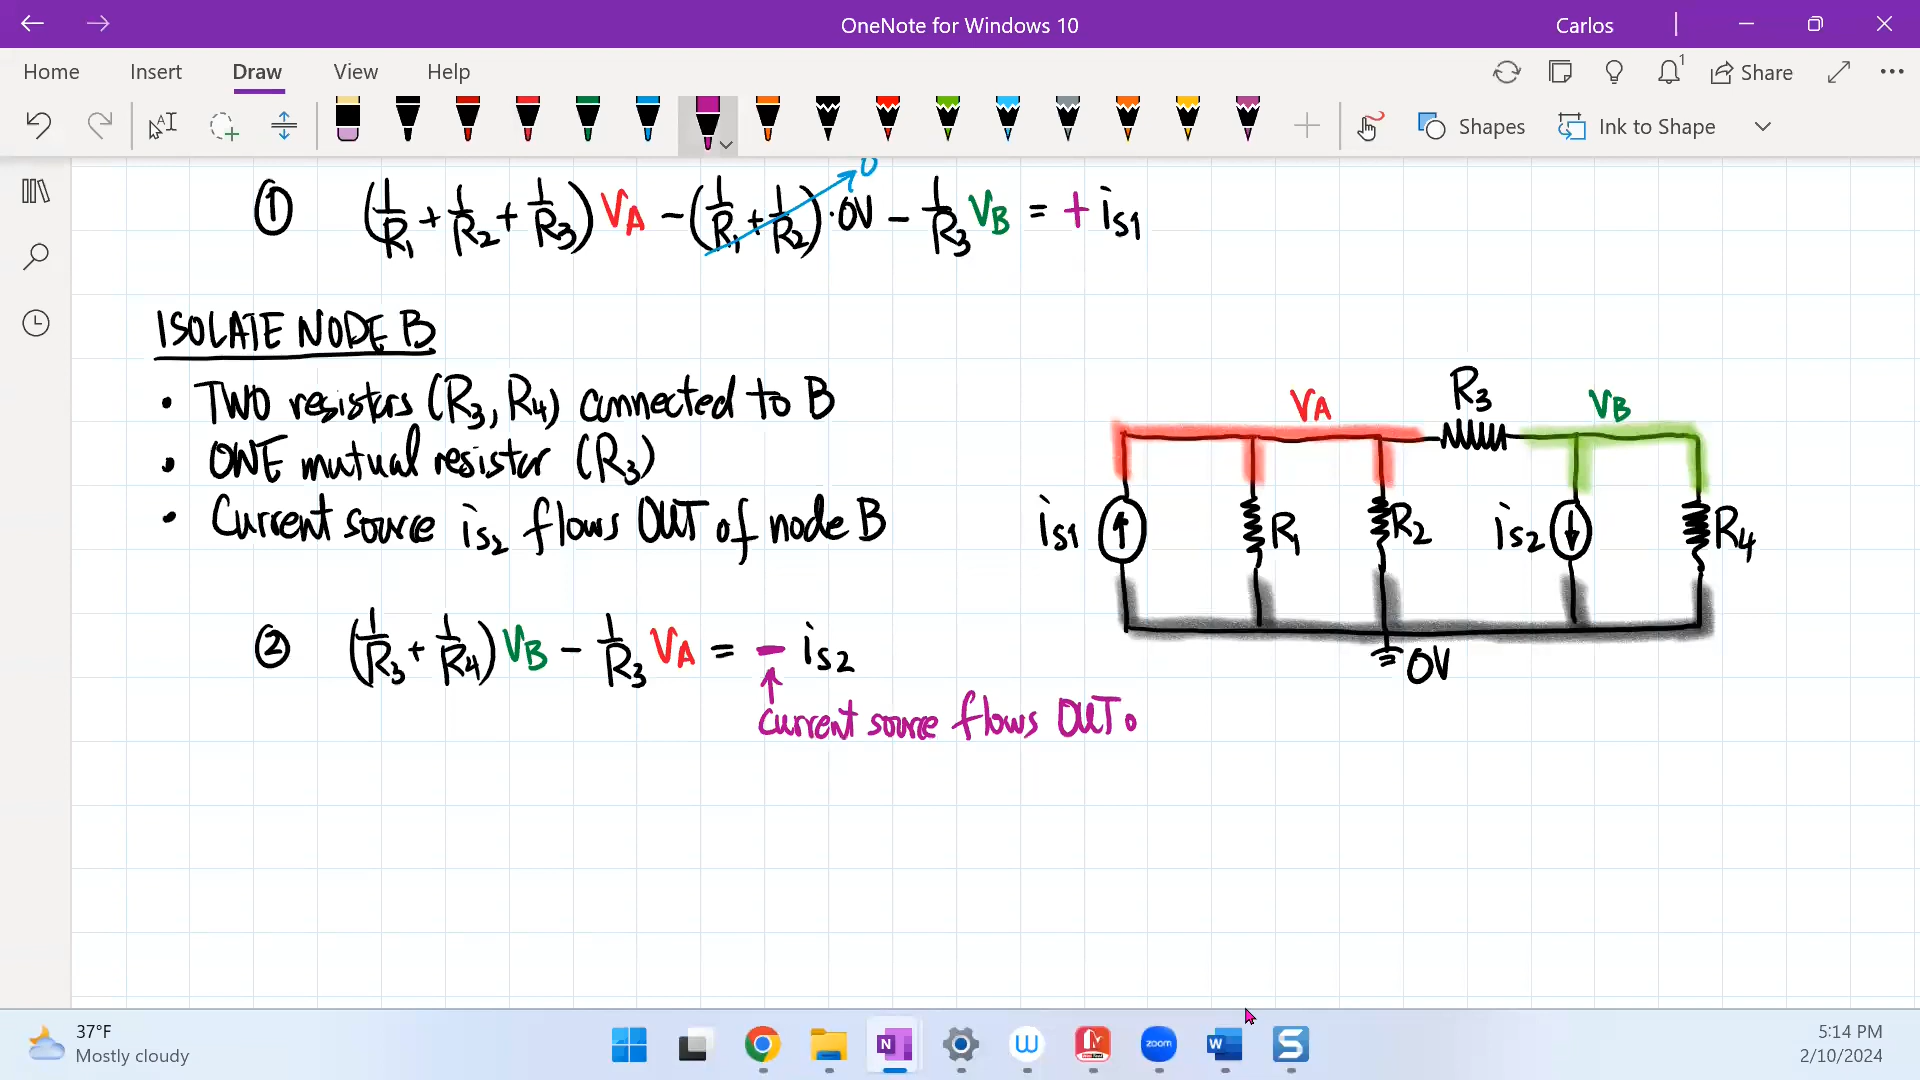 OneNote for Windows 10
Carlos
Home Insert Draw View Help
1
Share
Shapes
Ink to Shape
① (1/R1 + 1/R2 + 1/R3) VA − (1/R1 + 1/R2) · 0V − 1/R3 VB = + is1
0
ISOLATE NODE B
• TWO resistors (R3, R4) connected to B
• ONE mutual resistor (R3)
• Current source is2 flows OUT of node B
② (1/R3 + 1/R4) VB − 1/R3 VA = − is2
↑
Current source flows OUT.
VA R3 VB
is1 R1 R2 is2 R4
0V
37°F
Mostly cloudy
N
W
zoom
W
S
5:14 PM
2/10/2024